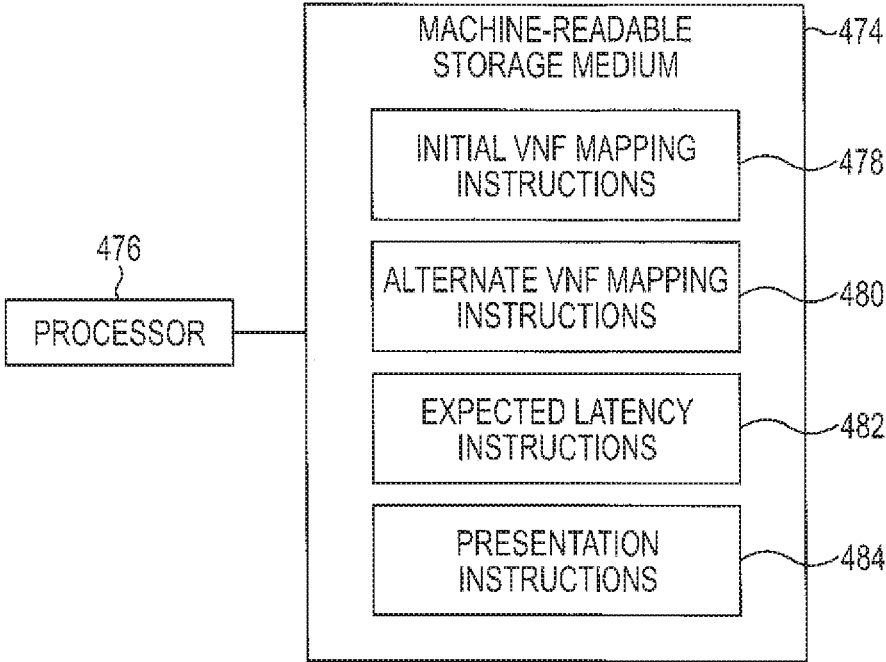 MACHINE-READABLE
STORAGE MEDIUM
474
INITIAL VNF MAPPING
INSTRUCTIONS
478
476
PROCESSOR
ALTERNATE VNF MAPPING
INSTRUCTIONS
480
EXPECTED LATENCY
INSTRUCTIONS
482
PRESENTATION
INSTRUCTIONS
484